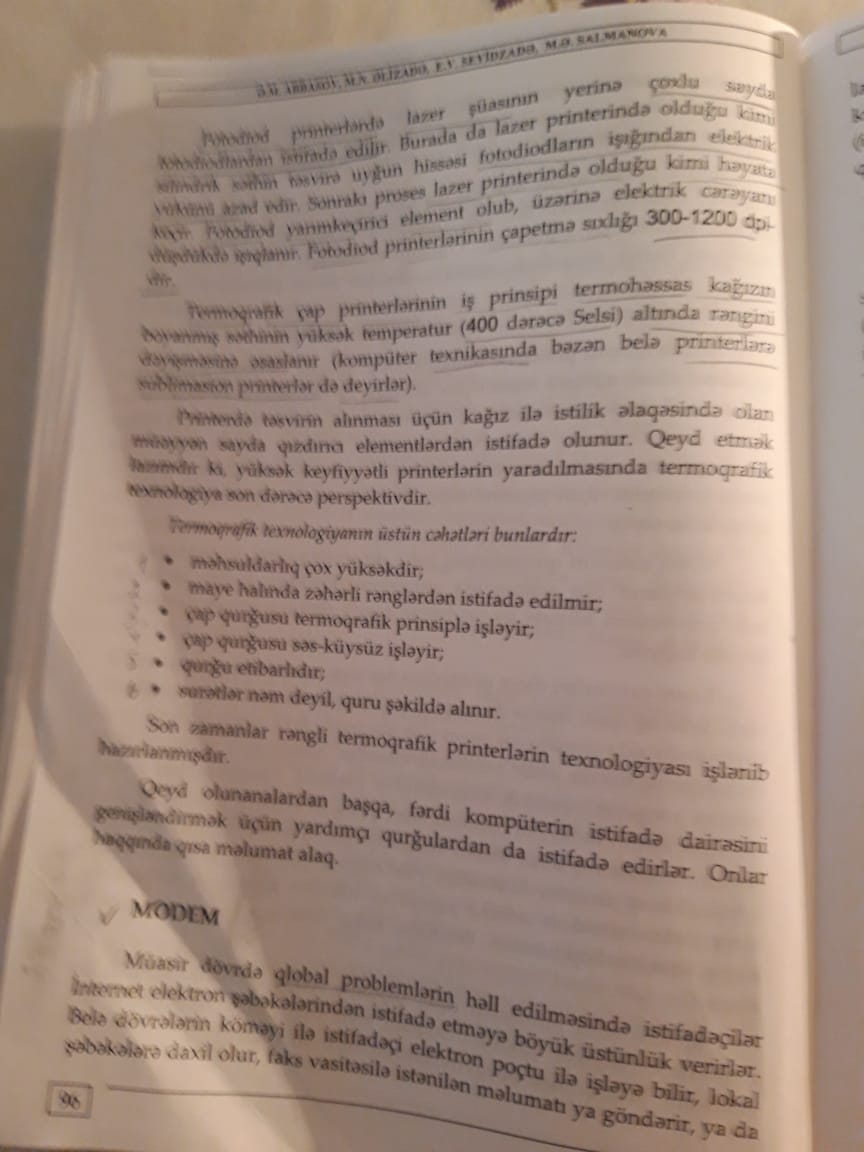 Ə.M. ABBASOV, M.N. ƏLİZADƏ, E.V. SEYİDZADƏ, M.Ə. SALMANOVA
Fotodiod printerlərdə lazer şüasının yerinə çoxlu sayda
fotodiodlardan istifadə edilir. Burada da lazer printerində olduğu kimi
silindrik səthin təsvirə uyğun hissəsi fotodiodların işığından elektrik
yükünü azad edir. Sonrakı proses lazer printerində olduğu kimi həyata
keçir. Fotodiod yarımkeçirici element olub, üzərinə elektrik cərəyanı
düşdükdə işıqlanır. Fotodiod printerlərinin çapetmə sıxlığı 300-1200 dpi-
dir.
Termoqrafik çap printerlərinin iş prinsipi termohəssas kağızın
boyanmış səthinin yüksək temperatur (400 dərəcə Selsi) altında rəngini
dəyişməsinə əsaslanır (kompüter texnikasında bəzən belə printerlərə
sublimasion printerlər də deyirlər).
Printerdə təsvirin alınması üçün kağız ilə istilik əlaqəsində olan
müəyyən sayda qızdırıcı elementlərdən istifadə olunur. Qeyd etmək
lazımdır ki, yüksək keyfiyyətli printerlərin yaradılmasında termoqrafik
texnologiya son dərəcə perspektivdir.
Termoqrafik texnologiyanın üstün cəhətləri bunlardır:
• məhsuldarlıq çox yüksəkdir;
• maye halında zəhərli rənglərdən istifadə edilmir;
• çap qurğusu termoqrafik prinsiplə işləyir;
• çap qurğusu səs-küysüz işləyir;
• qurğu etibarlıdır;
• surətlər nəm deyil, quru şəkildə alınır.
Son zamanlar rəngli termoqrafik printerlərin texnologiyası işlənib
hazırlanmışdır.
Qeyd olunanalardan başqa, fərdi kompüterin istifadə dairəsini
genişləndirmək üçün yardımçı qurğulardan da istifadə edirlər. Onlar
haqqında qısa məlumat alaq.
MODEM
Müasir dövrdə qlobal problemlərin həll edilməsində istifadəçilər
Internet elektron şəbəkələrindən istifadə etməyə böyük üstünlük verirlər.
Belə dövrələrin köməyi ilə istifadəçi elektron poçtu ilə işləyə bilir, lokal
şəbəkələrə daxil olur, faks vasitəsilə istənilən məlumatı ya göndərir, ya da
96